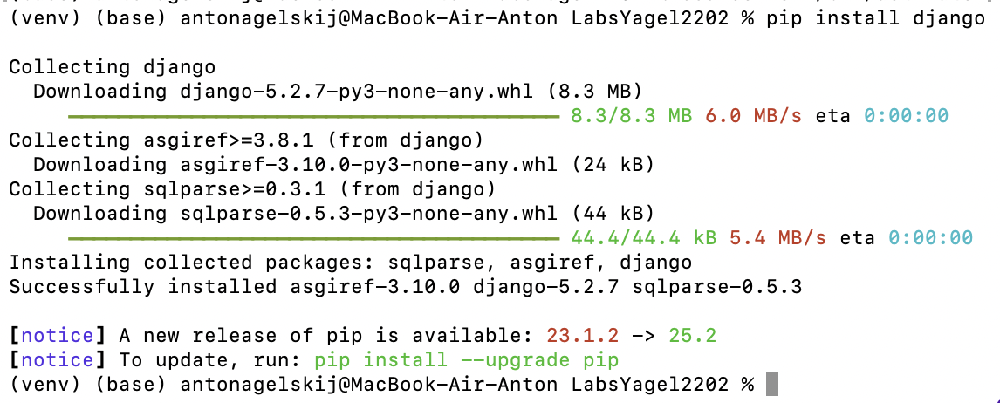 (venv) (base) antonagelskij@MacBook-Air-Anton LabsYagel2202 % pip install django
Collecting django
  Downloading django-5.2.7-py3-none-any.whl (8.3 MB)
8.3/8.3 MB 6.0 MB/s eta 0:00:00
Collecting asgiref>=3.8.1 (from django)
  Downloading asgiref-3.10.0-py3-none-any.whl (24 kB)
Collecting sqlparse>=0.3.1 (from django)
  Downloading sqlparse-0.5.3-py3-none-any.whl (44 kB)
44.4/44.4 kB 5.4 MB/s eta 0:00:00
Installing collected packages: sqlparse, asgiref, django
Successfully installed asgiref-3.10.0 django-5.2.7 sqlparse-0.5.3
[notice] A new release of pip is available: 23.1.2 -> 25.2
[notice] To update, run: pip install --upgrade pip
(venv) (base) antonagelskij@MacBook-Air-Anton LabsYagel2202 %